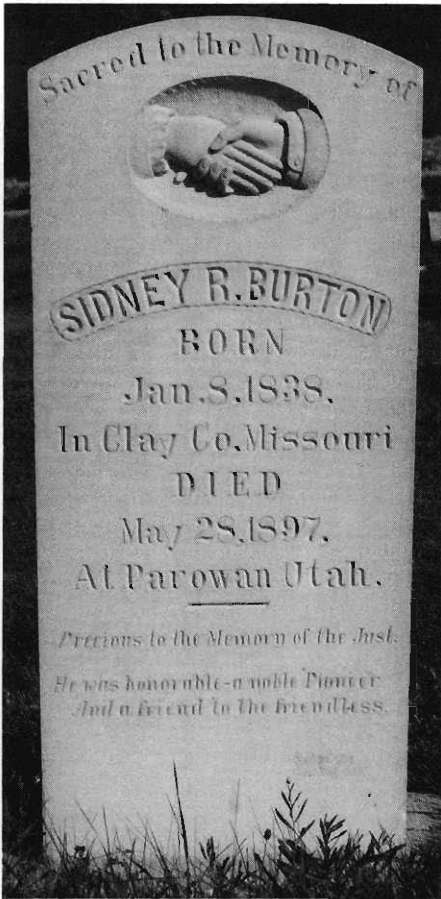 Sacred to the Memory of
SIDNEY R. BURTON
BORN
Jan. 8. 1838.
In Clay Co. Missouri
DIED
May 28, 1897.
At Parowan Utah.
Precious to the Memory of the Just.
He was honorable-a noble Pioneer
And a friend to the friendless.